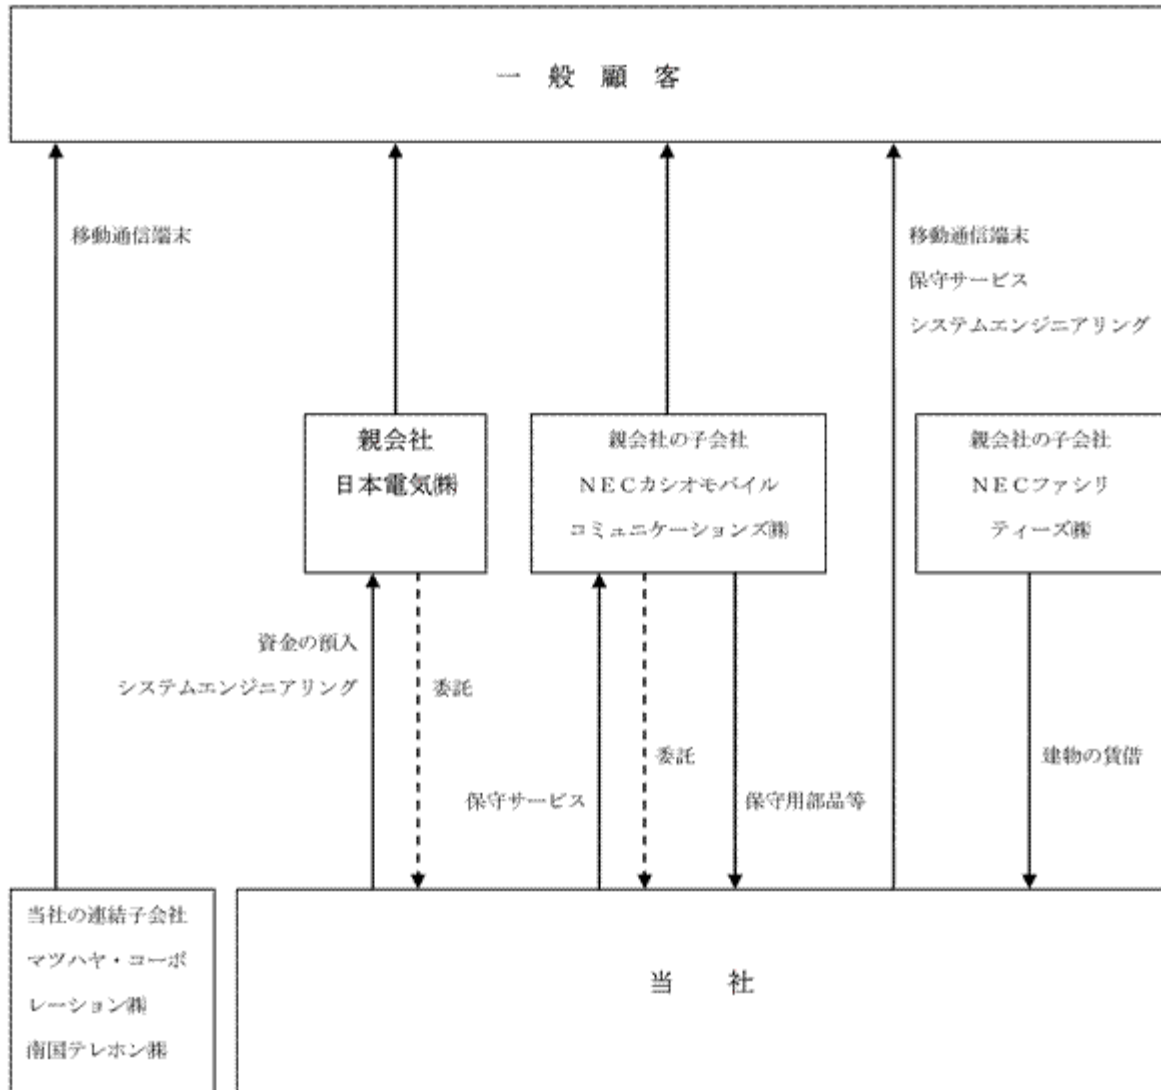 一般顧客
移動通信端末
移動通信端末
保守サービス
システムエンジニアリング
親会社
日本電気㈱
親会社の子会社
NECカシオモバイル
コミュニケーションズ㈱
親会社の子会社
NECファシリ
ティーズ㈱
資金の預入
システムエンジニアリング
委託
保守サービス
委託
保守用部品等
建物の賃借
当社の連結子会社
マツハヤ・コーポ
レーション㈱
南国テレホン㈱
当社